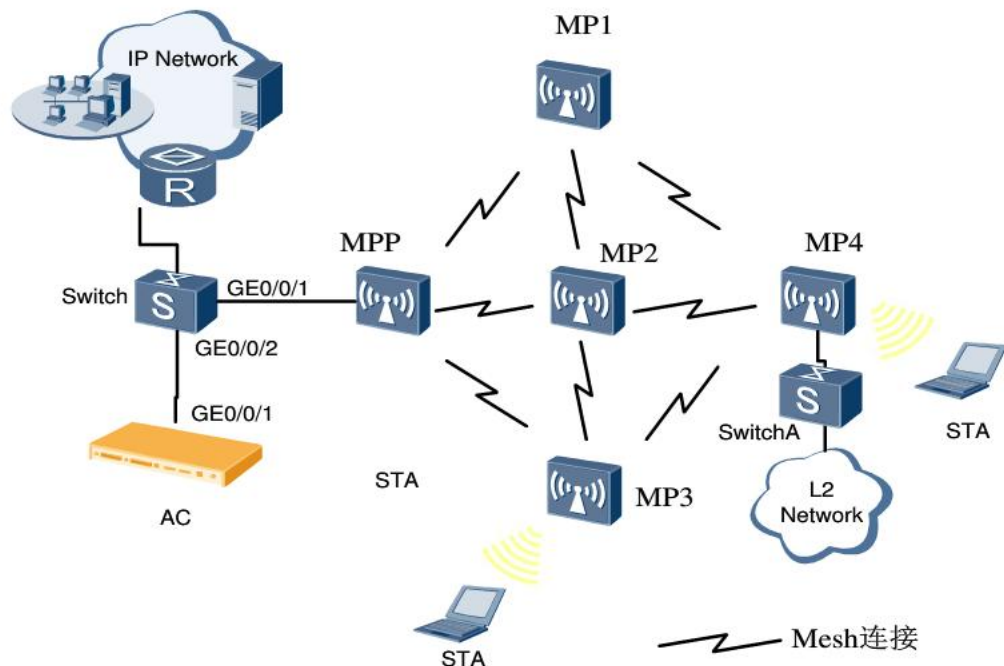 MP1
IP Network
R
MPP
MP2
MP4
Switch
S
GE0/0/1
GE0/0/2
S
SwitchA
STA
GE0/0/1
STA
MP3
L2
Network
AC
STA
Mesh连接